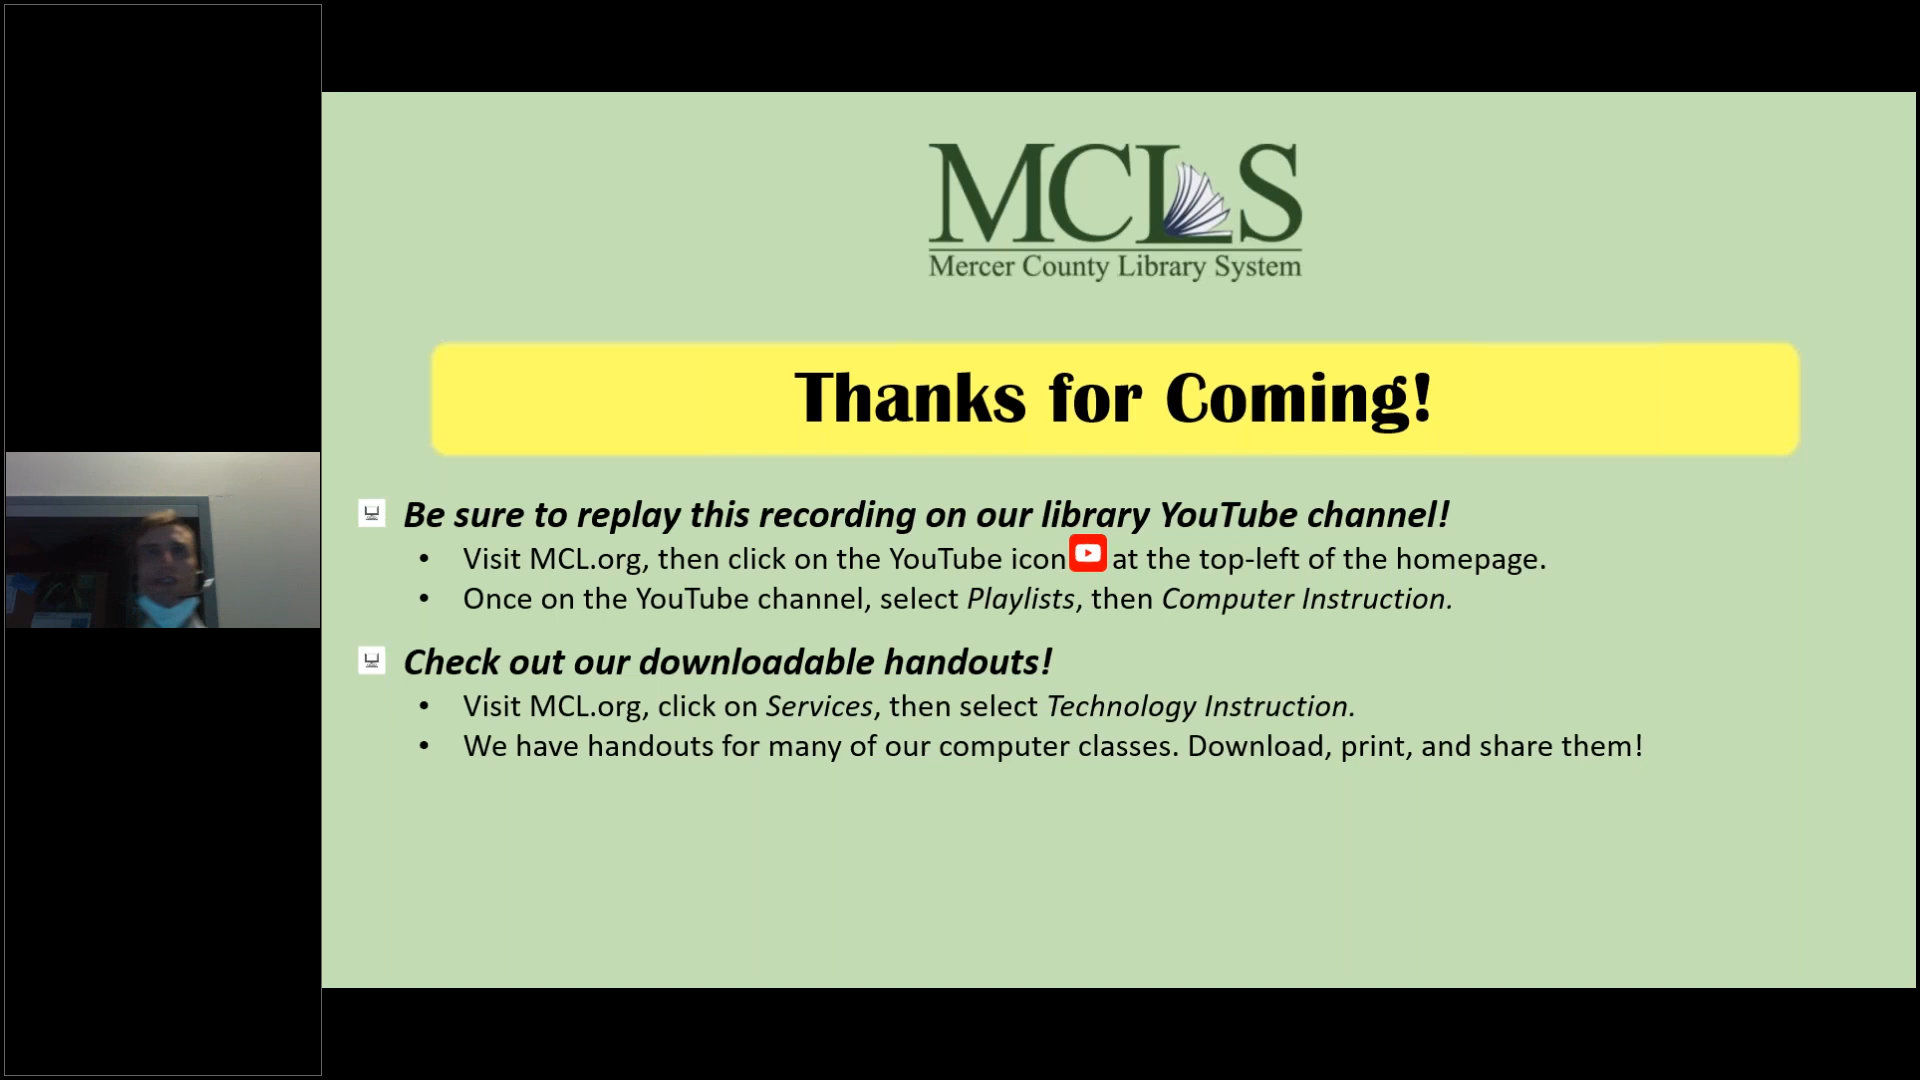 MCLS
Mercer County Library System
Thanks for Coming!
Be sure to replay this recording on our library YouTube channel!
• Visit MCL.org, then click on the YouTube icon at the top-left of the homepage.
• Once on the YouTube channel, select Playlists, then Computer Instruction.
Check out our downloadable handouts!
• Visit MCL.org, click on Services, then select Technology Instruction.
• We have handouts for many of our computer classes. Download, print, and share them!